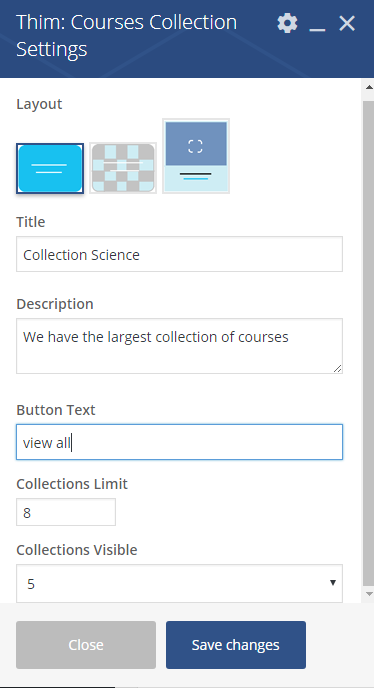 Thim: Courses Collection
Settings
Layout
Title
Collection Science
Description
We have the largest collection of courses
Button Text
view all
Collections Limit
8
Collections Visible
5
Close
Save changes